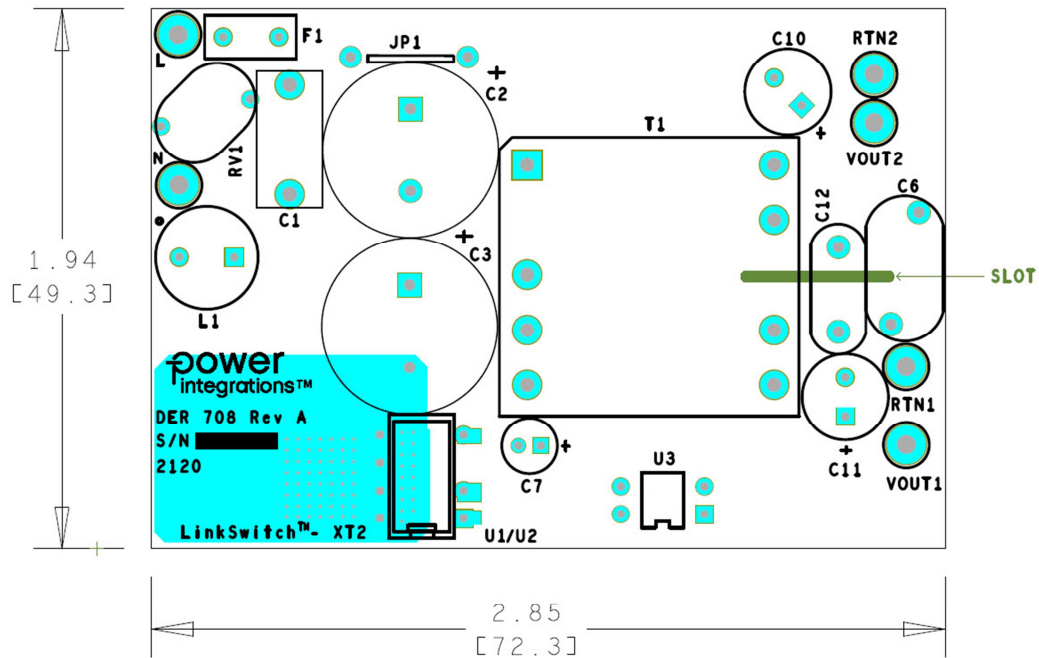 L
F1
JP1
C10
RTN2
+
C2
T1
+
VOUT2
N
RV1
C1
C12
C6
+
C3
SLOT
1.94
[49.3]
L1
power
integrations™
RTN1
DER 708 Rev A
S/N
2120
+
+
C11
C7
U3
VOUT1
LinkSwitch™- XT2
U1/U2
2.85
[72.3]